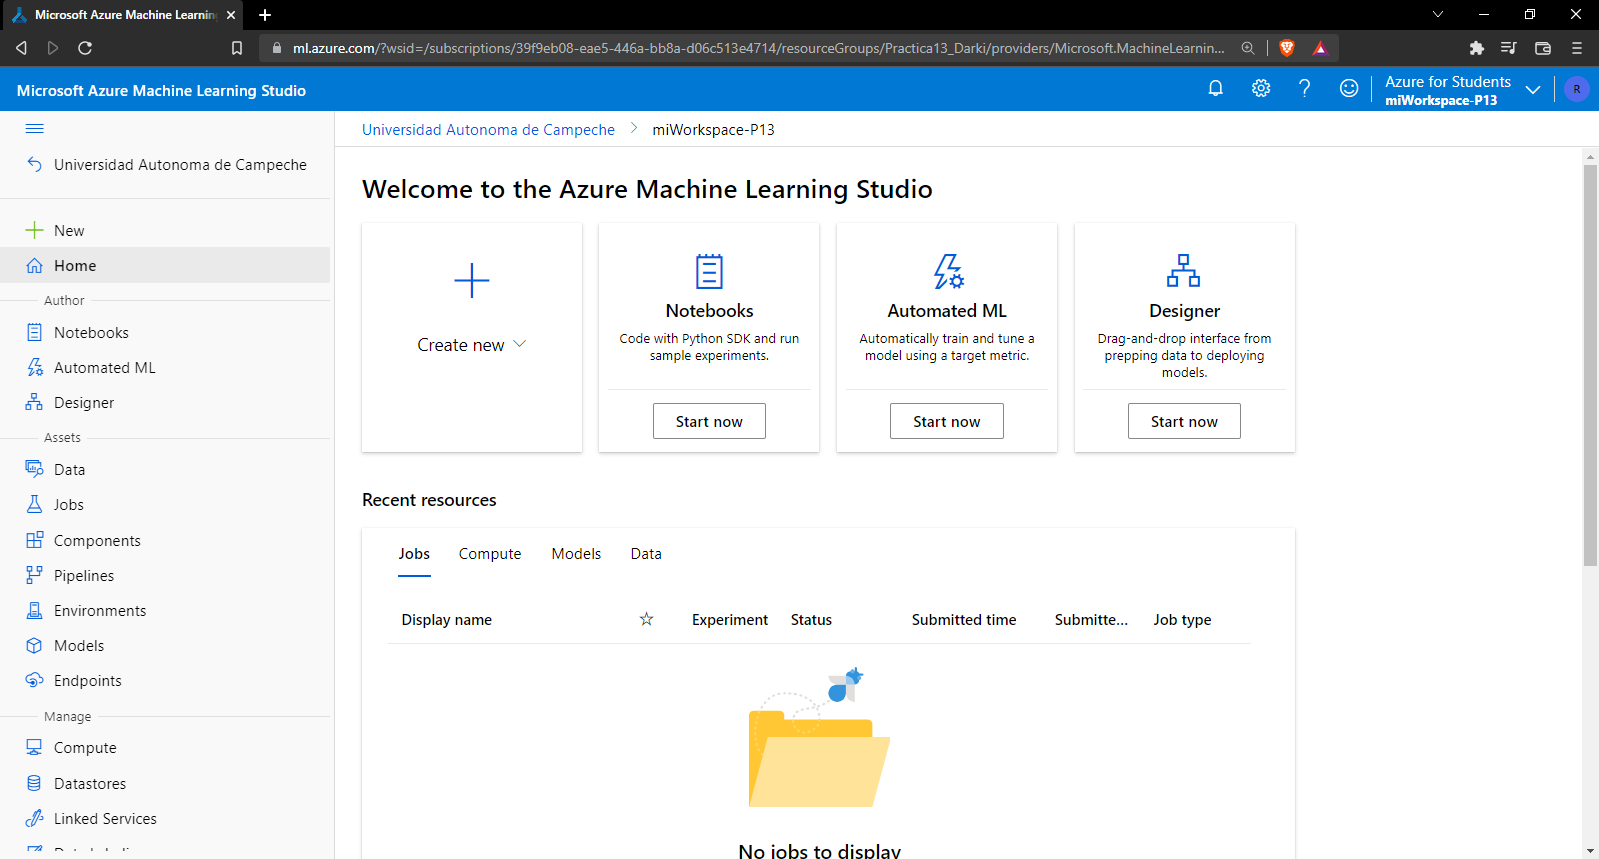 Microsoft Azure Machine Learning
ml.azure.com/?wsid=/subscriptions/39f9eb08-eae5-446a-bb8a-d06c513e4714/resourceGroups/Practica13_Darki/providers/Microsoft.MachineLearnin...
Microsoft Azure Machine Learning Studio
Azure for Students
miWorkspace-P13
R
Universidad Autonoma de Campeche
New
Home
Author
Notebooks
Automated ML
Designer
Assets
Data
Jobs
Components
Pipelines
Environments
Models
Endpoints
Manage
Compute
Datastores
Linked Services
Universidad Autonoma de Campeche > miWorkspace-P13
Welcome to the Azure Machine Learning Studio
Create new
Notebooks
Code with Python SDK and run
sample experiments.
Start now
Automated ML
Automatically train and tune a
model using a target metric.
Start now
Designer
Drag-and-drop interface from
prepping data to deploying
models.
Start now
Recent resources
Jobs Compute Models Data
Display name Experiment Status Submitted time Submitte... Job type
No jobs to display